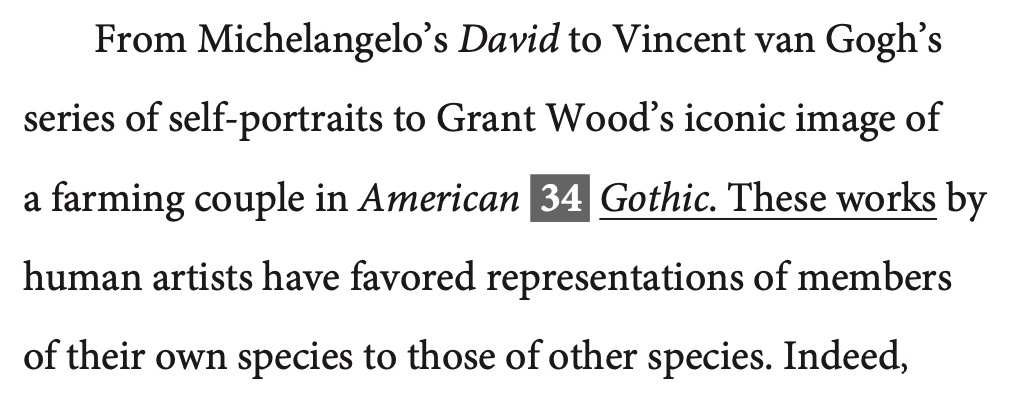 From Michelangelo’s David to Vincent van Gogh’s
series of self-portraits to Grant Wood’s iconic image of
a farming couple in American 34 Gothic. These works by
human artists have favored representations of members
of their own species to those of other species. Indeed,